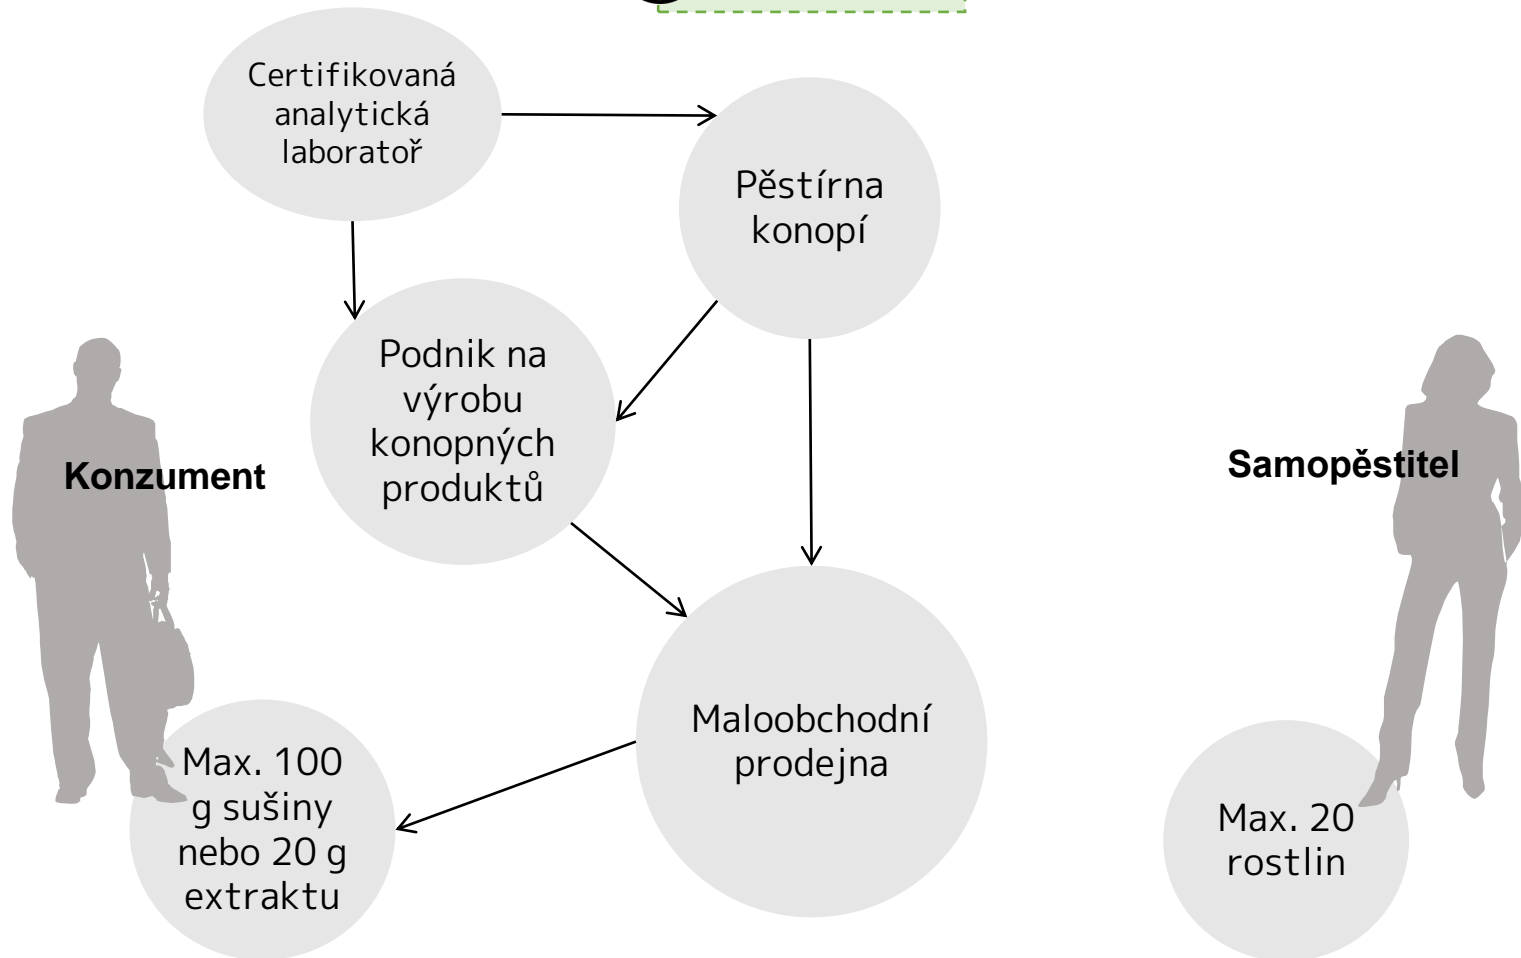 Certifikovaná
analytická
laboratoř
Pěstírna
konopí
Podnik na
výrobu
konopných
produktů
Konzument
Samopěstitel
Maloobchodní
prodejna
Max. 100
g sušiny
nebo 20 g
extraktu
Max. 20
rostlin